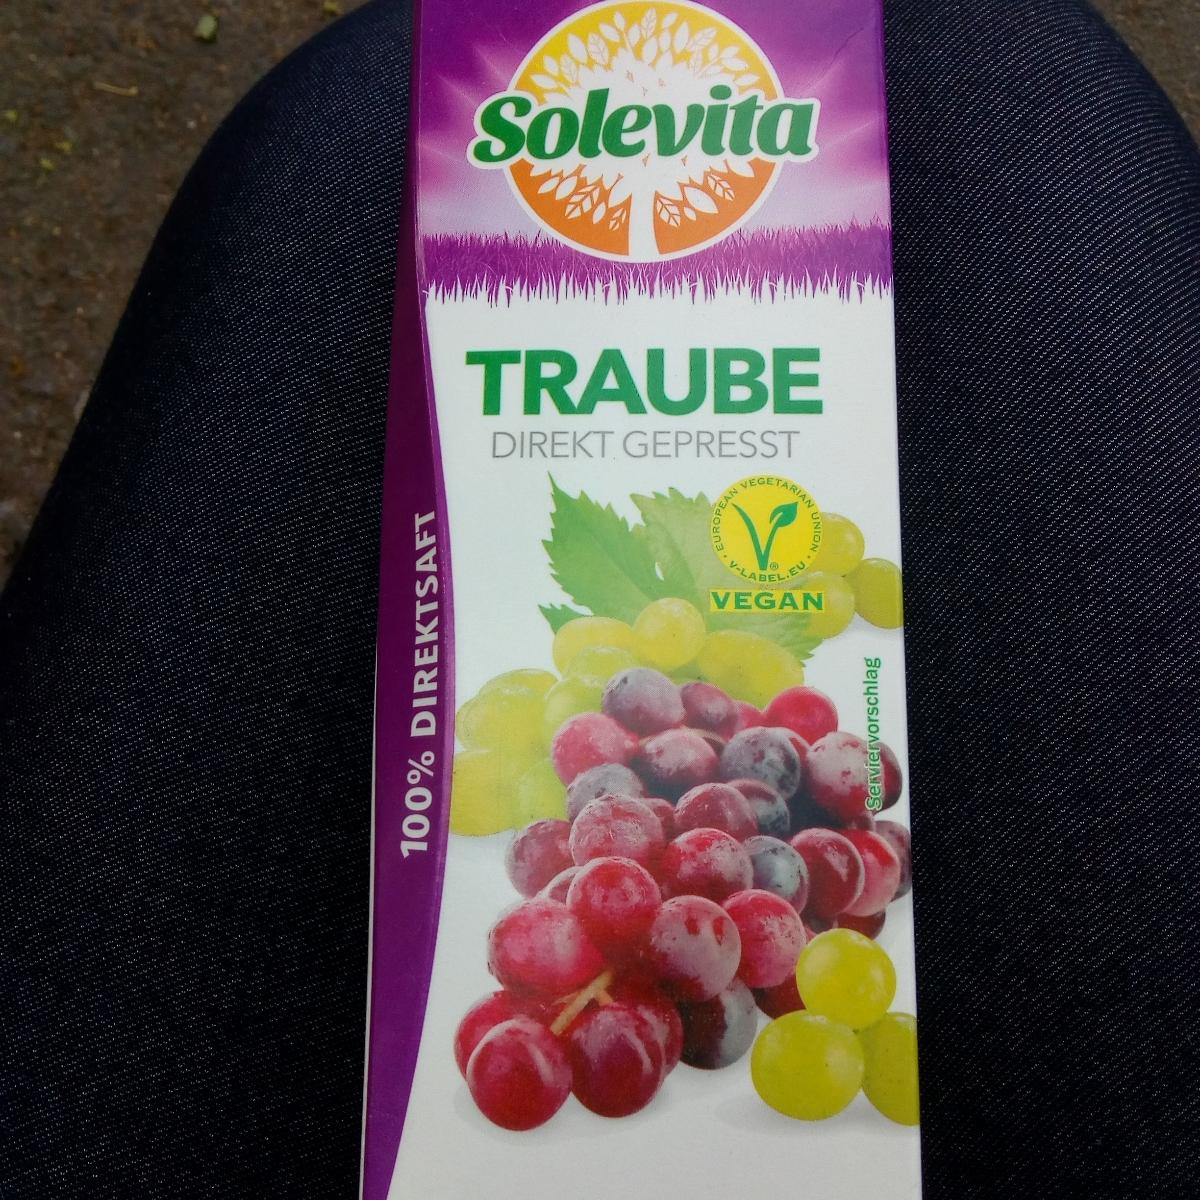 Solevita
TRAUBE
DIREKT GEPRESST
EUROPEAN VEGETARIAN UNION
V-LABEL.EU
®
VEGAN
100% DIREKTSAFT
Serviervorschlag